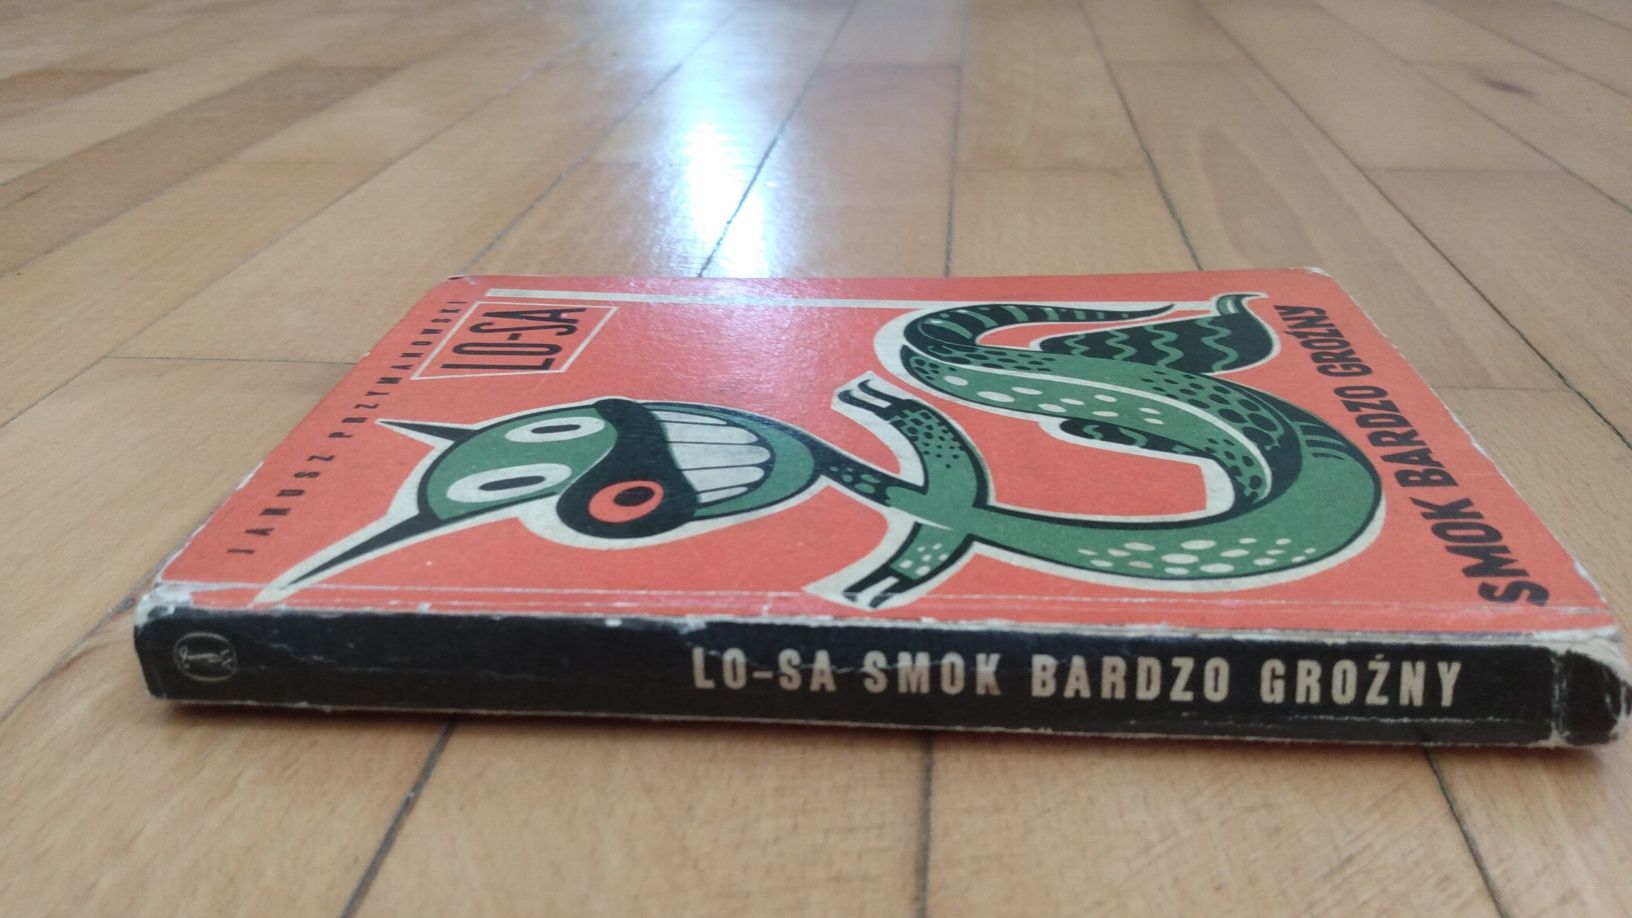 JANUSZ PRZYMANOWSKI
LO-SA
SMOK BARDZO GROŹNY
LO-SA SMOK BARDZO GROŹNY